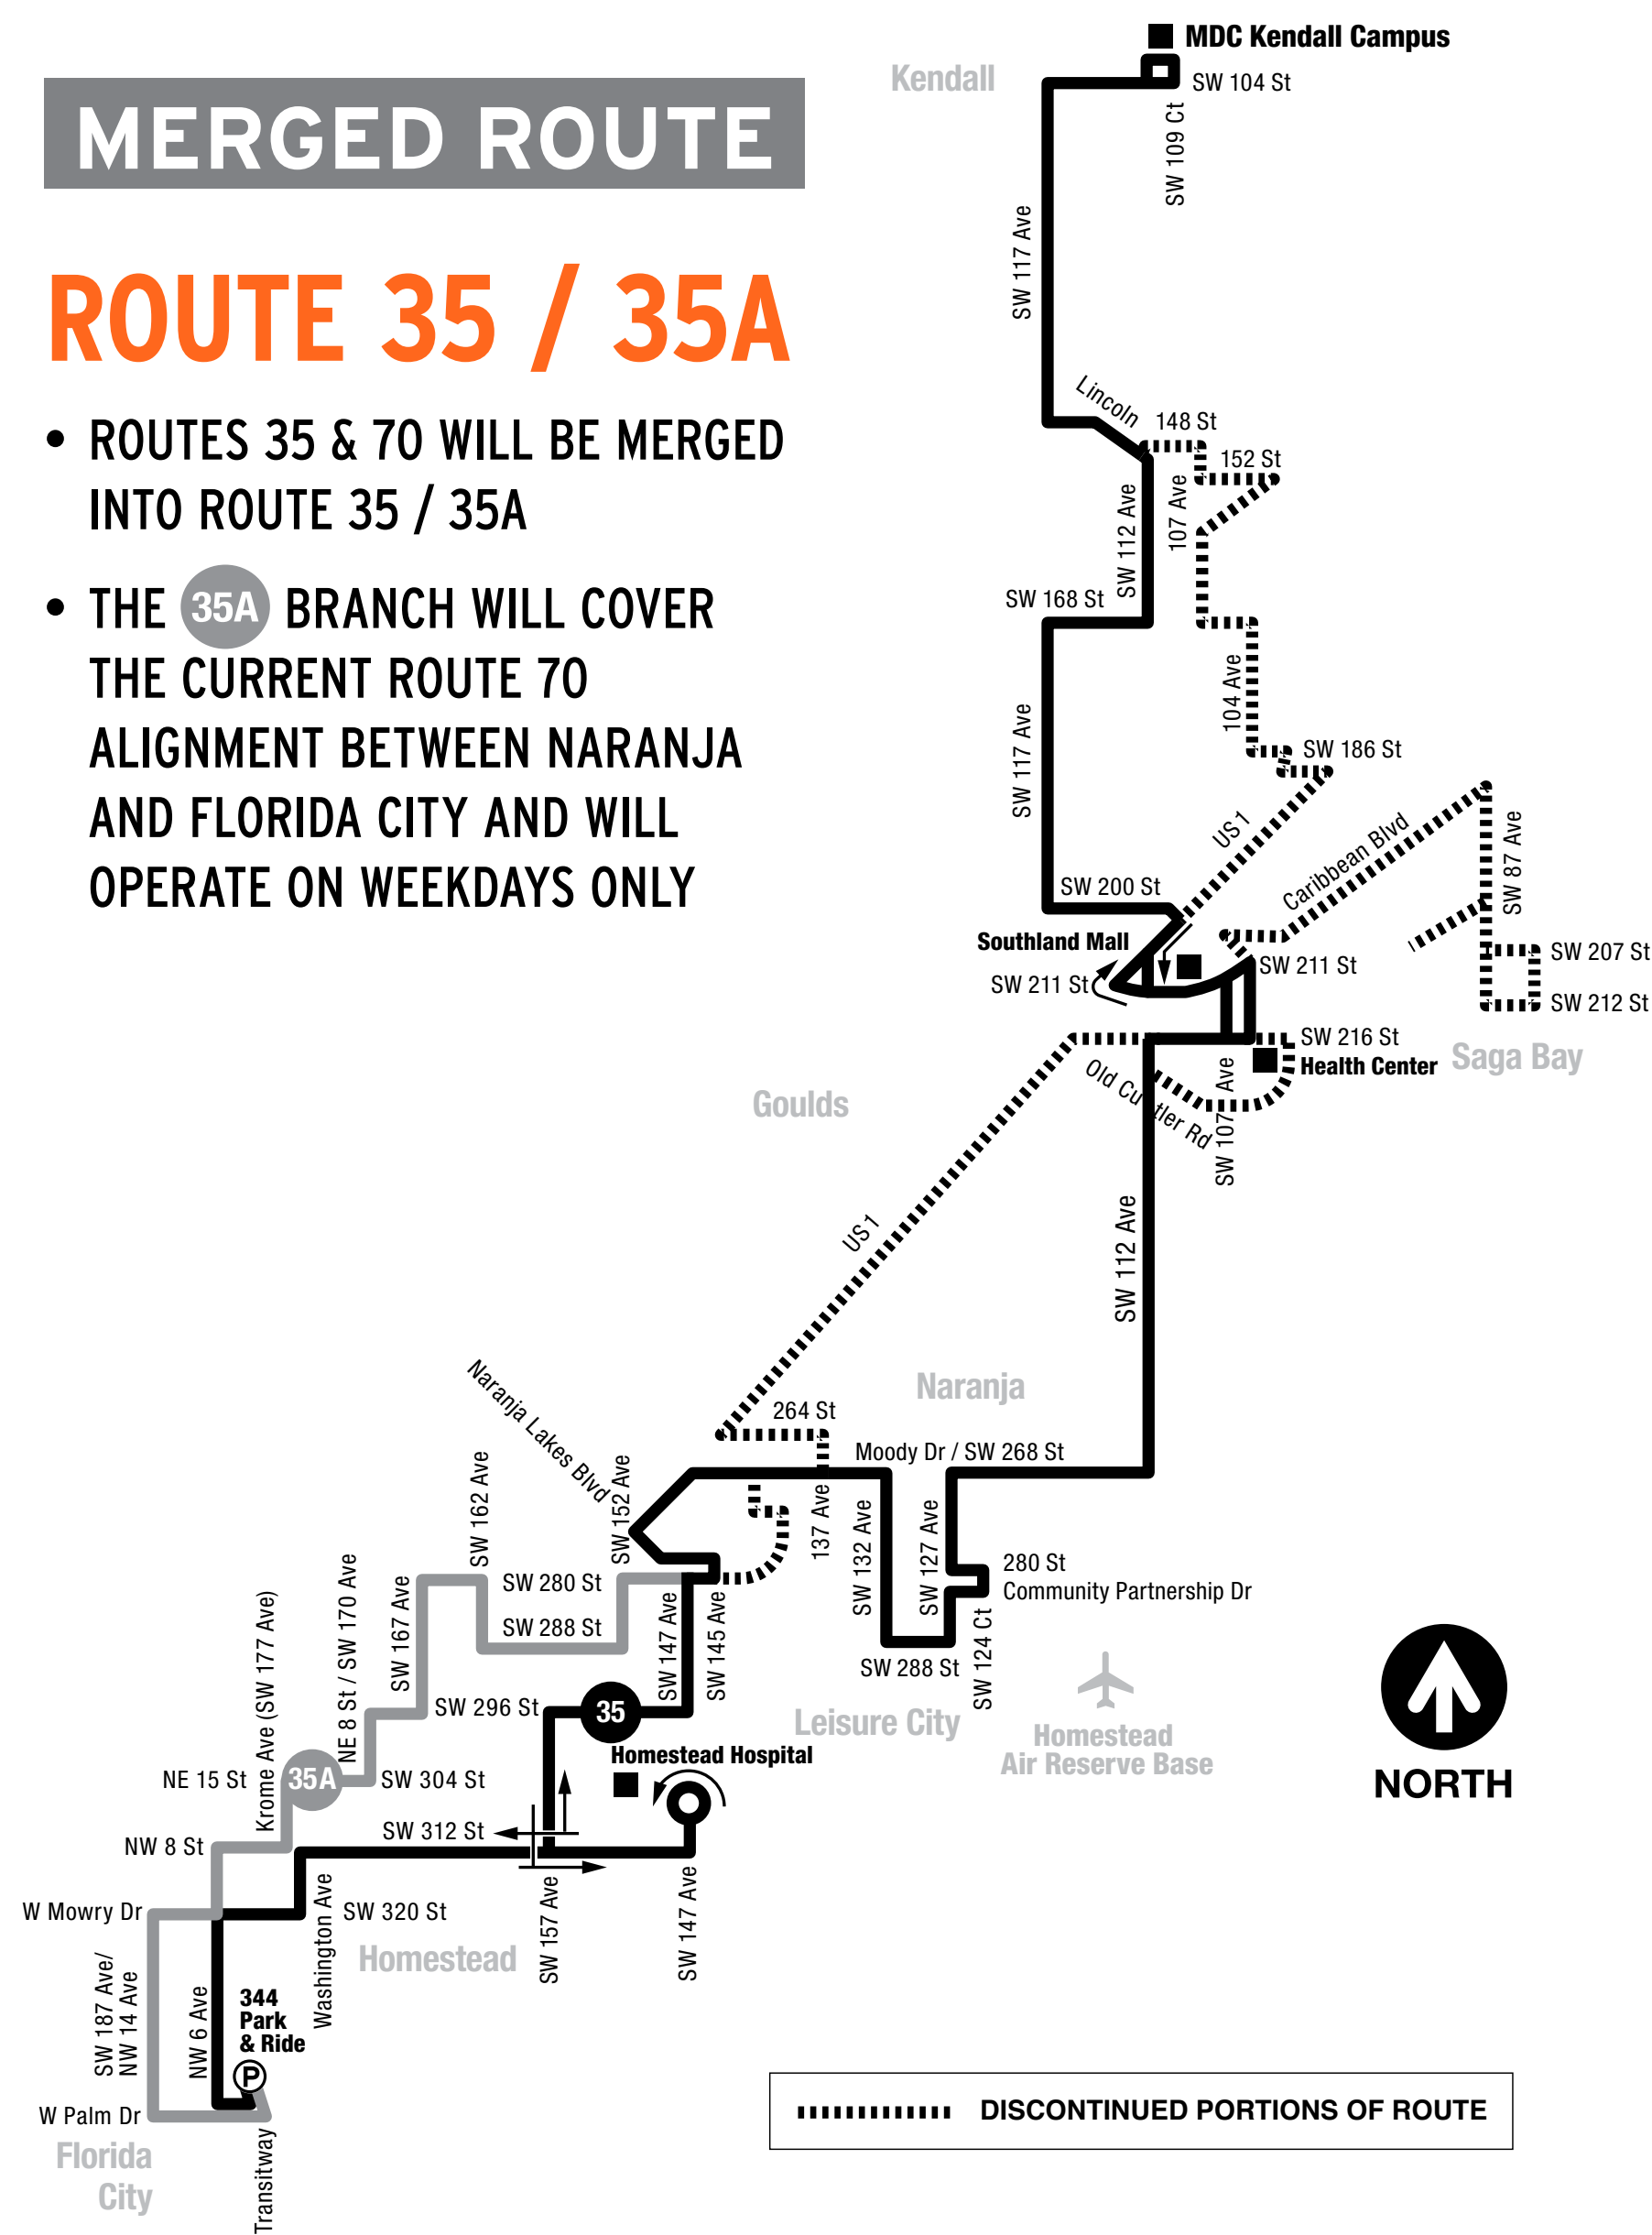 MERGED ROUTE
ROUTE 35 / 35A
• ROUTES 35 & 70 WILL BE MERGED
INTO ROUTE 35 / 35A
• THE 35A BRANCH WILL COVER
THE CURRENT ROUTE 70
ALIGNMENT BETWEEN NARANJA
AND FLORIDA CITY AND WILL
OPERATE ON WEEKDAYS ONLY
MDC Kendall Campus
Kendall
SW 104 St
SW 109 Ct
SW 117 Ave
Lincoln
148 St
152 St
107 Ave
SW 112 Ave
SW 168 St
104 Ave
SW 117 Ave
SW 186 St
US 1
Caribbean Blvd
SW 87 Ave
SW 200 St
Southland Mall
SW 211 St
SW 211 St
SW 207 St
SW 212 St
SW 216 St
Health Center
Saga Bay
Old Cutler Rd
SW 107 Ave
Goulds
US 1
SW 112 Ave
Naranja
Naranja Lakes Blvd
264 St
Moody Dr / SW 268 St
SW 162 Ave
SW 152 Ave
137 Ave
SW 132 Ave
SW 127 Ave
280 St
Community Partnership Dr
SW 280 St
SW 288 St
SW 167 Ave
NE 8 St / SW 170 Ave
Krome Ave (SW 177 Ave)
SW 147 Ave
SW 145 Ave
SW 288 St
SW 124 Ct
SW 296 St
35
Leisure City
Homestead
Air Reserve Base
Homestead Hospital
NE 15 St
35A
SW 304 St
NORTH
SW 312 St
NW 8 St
W Mowry Dr
SW 320 St
Washington Ave
SW 157 Ave
SW 147 Ave
Homestead
SW 187 Ave/
NW 14 Ave
NW 6 Ave
344
Park
& Ride
P
W Palm Dr
Florida
City
Transitway
DISCONTINUED PORTIONS OF ROUTE